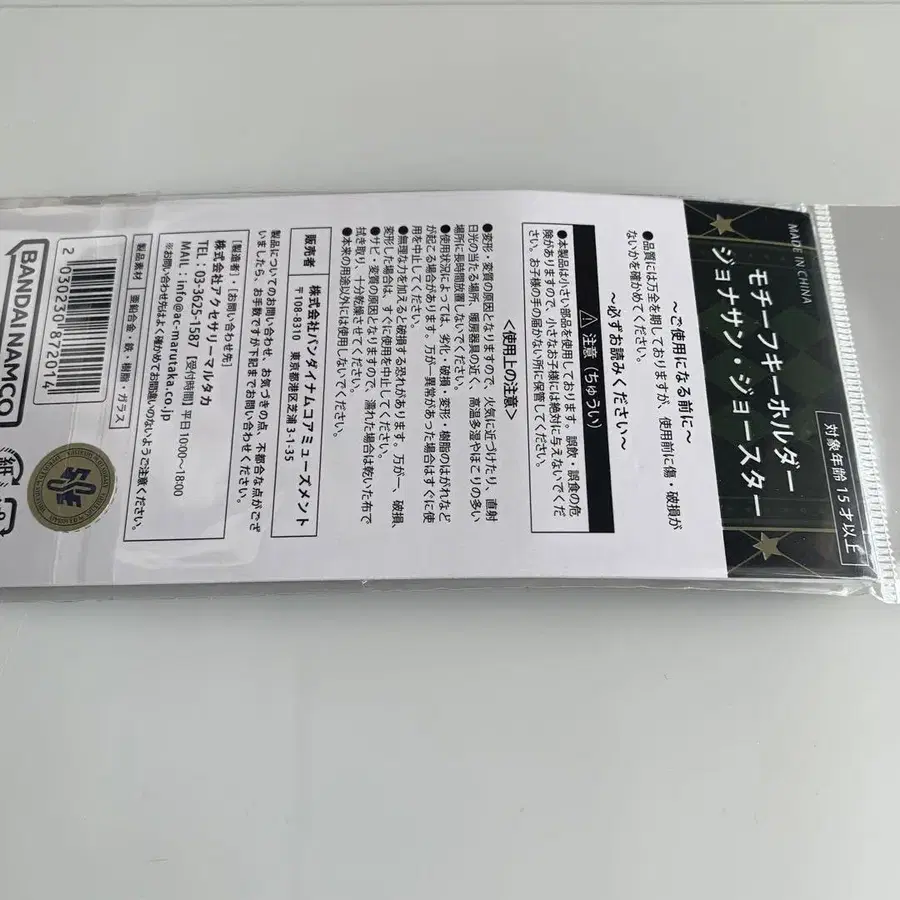 MADE IN CHINA
対象年齢 15才以上
モチーフキーホルダー
ジョナサン・ジョースター
～ご使用になる前に～
●品質には万全を期しておりますが、使用前に傷・破損が
ないかを確かめてください。
～必ずお読みください～
⚠ 注意（ちゅうい）
●本製品は小さい部品を使用しております。誤飲・誤食の危
険がありますので、小さなお子様には絶対に与えないでくだ
さい。お子様の手の届かない所に保管してください。
＜使用上の注意＞
●変形・変質の原因となりますので、火気に近づけたり、直射
日光の当たる場所、暖房器具の近く、高温多湿やほこりの多い
場所に長時間放置しないでください。
●使用状況によっては、劣化・破損・変形・樹脂のはがれなど
が起こる場合があります。万が一異常があった場合はすぐに使
用を中止してください。
●無理な力を加えると破損する恐れがあります。万が一、破損、
変形した場合は、すぐに使用を中止してください。
●サビ・変質の原因となりますので、濡れた場合は乾いた布で
拭き取り、十分乾燥させてください。
●本来の用途以外には使用しないでください。
販売者
株式会社バンダイナムコアミューズメント
〒108-8310 東京都港区芝浦3-1-35
製品についてのお問い合わせ、お気づきの点、不都合な点がござ
いましたら、お手数ですが下記までお問い合わせください。
【製造者】・【お問い合わせ先】
株式会社アクセサリーマルタカ
TEL：03-3625-1587【受付時間】平日10:00～18:00
MAIL：info@ac-marutaka.co.jp
※お問い合わせ先はよく確かめてお間違いのないようご注意ください。
製品素材 亜鉛合金・鉄・樹脂・ガラス
2 030230 872014
BANDAI NAMCO
紙